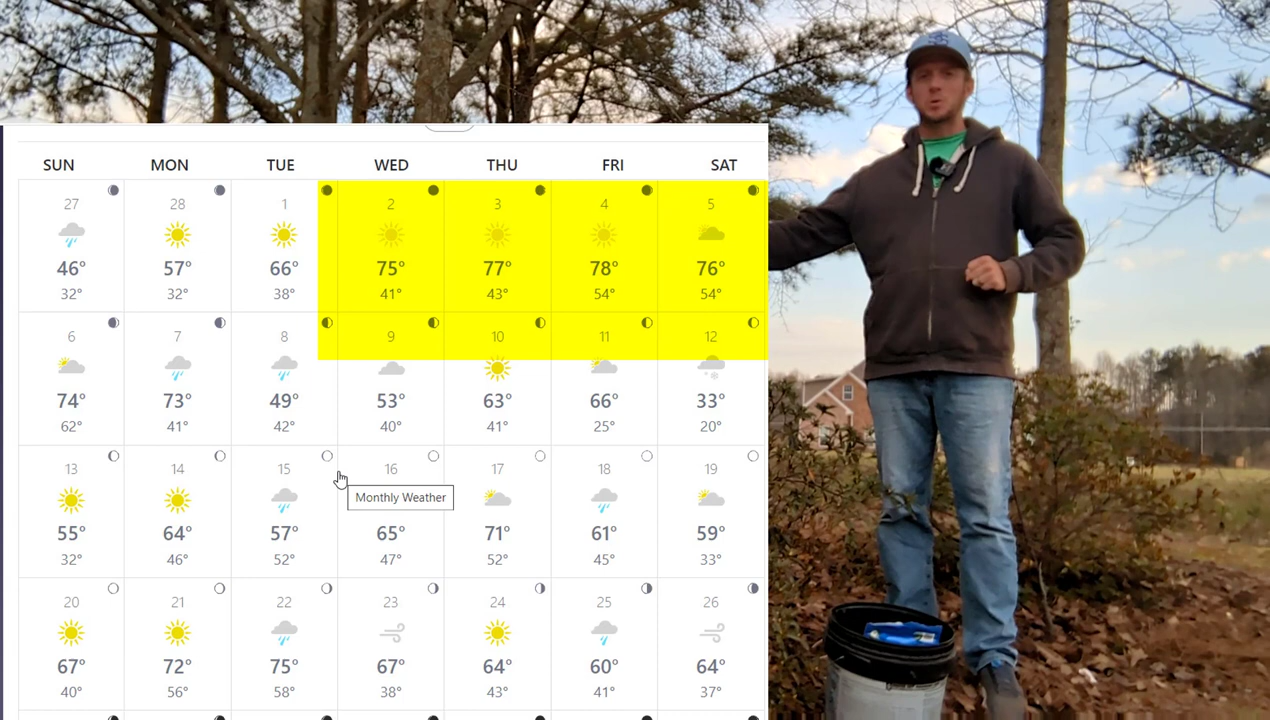 SUN MON TUE WED THU FRI SAT
27 28 1 2 3 4 5
46° 57° 66° 75° 77° 78° 76°
32° 32° 38° 41° 43° 54° 54°
6 7 8 9 10 11 12
74° 73° 49° 53° 63° 66° 33°
62° 41° 42° 40° 41° 25° 20°
13 14 15 16 17 18 19
Monthly Weather
55° 64° 57° 65° 71° 61° 59°
32° 46° 52° 47° 52° 45° 33°
20 21 22 23 24 25 26
67° 72° 75° 67° 64° 60° 64°
40° 56° 58° 38° 43° 41° 37°